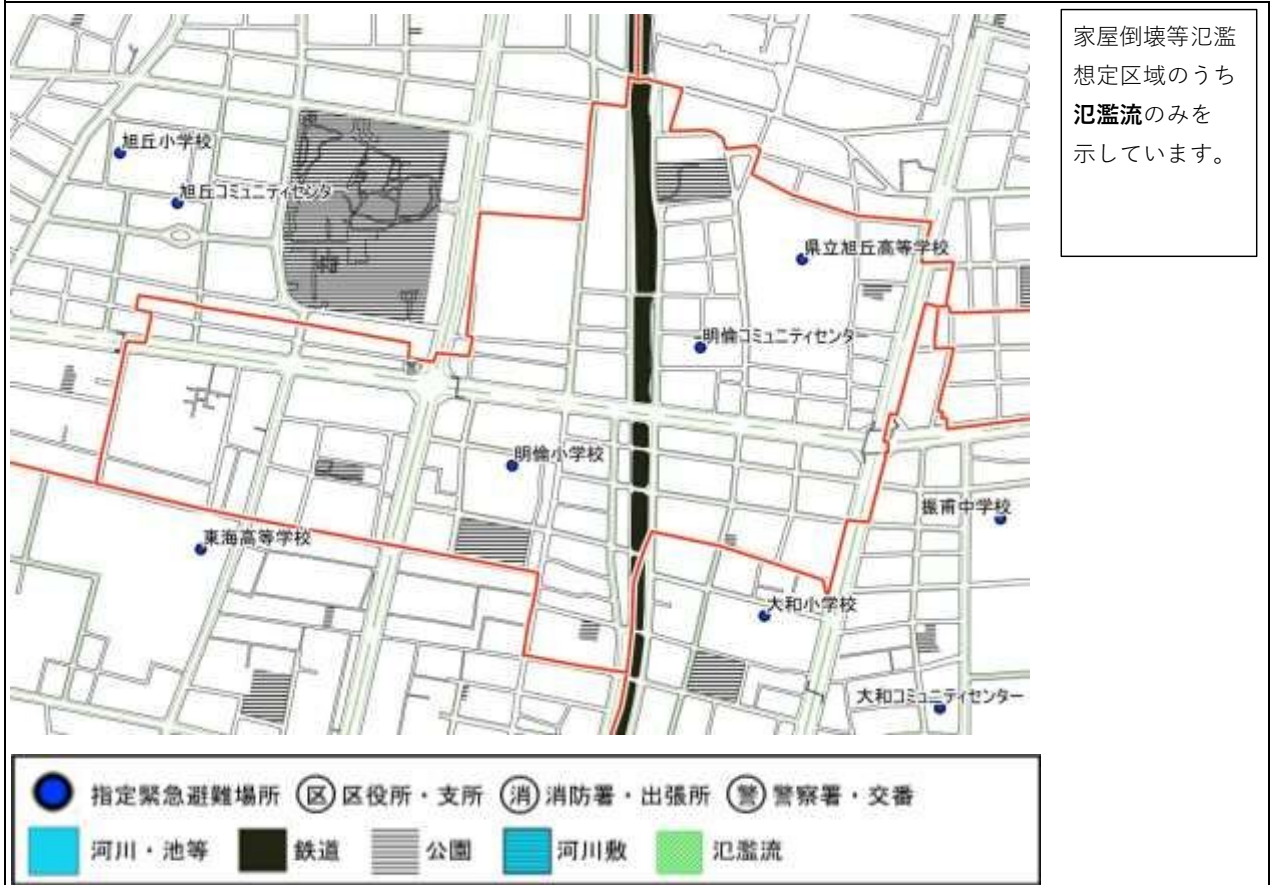 家屋倒壊等氾濫
想定区域のうち
氾濫流のみを
示しています。
旭丘小学校
旭丘コミュニティセンタ
県立旭丘高等学校
明倫コミュニティセンター
明倫小学校
振甫中学校
東海高等学校
大和小学校
大和コミュニティセンター
指定緊急避難場所 区 区役所・支所 消 消防署・出張所 警 警察署・交番
河川・池等 鉄道 公園 河川敷 氾濫流